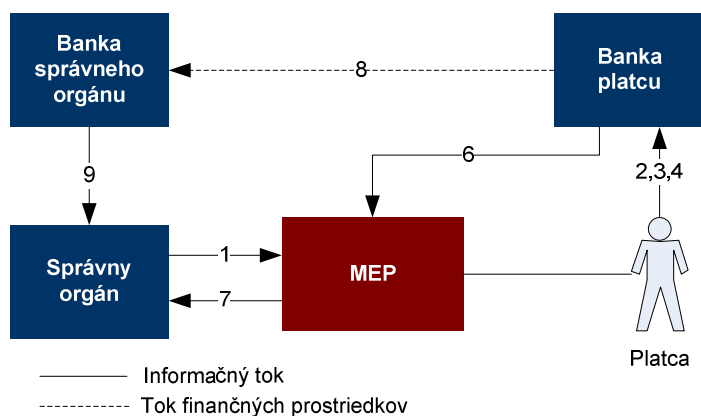 Banka
správneho
orgánu
8
Banka
platcu
9
6
2,3,4
Správny
orgán
1
7
MEP
Platca
Informačný tok
Tok finančných prostriedkov